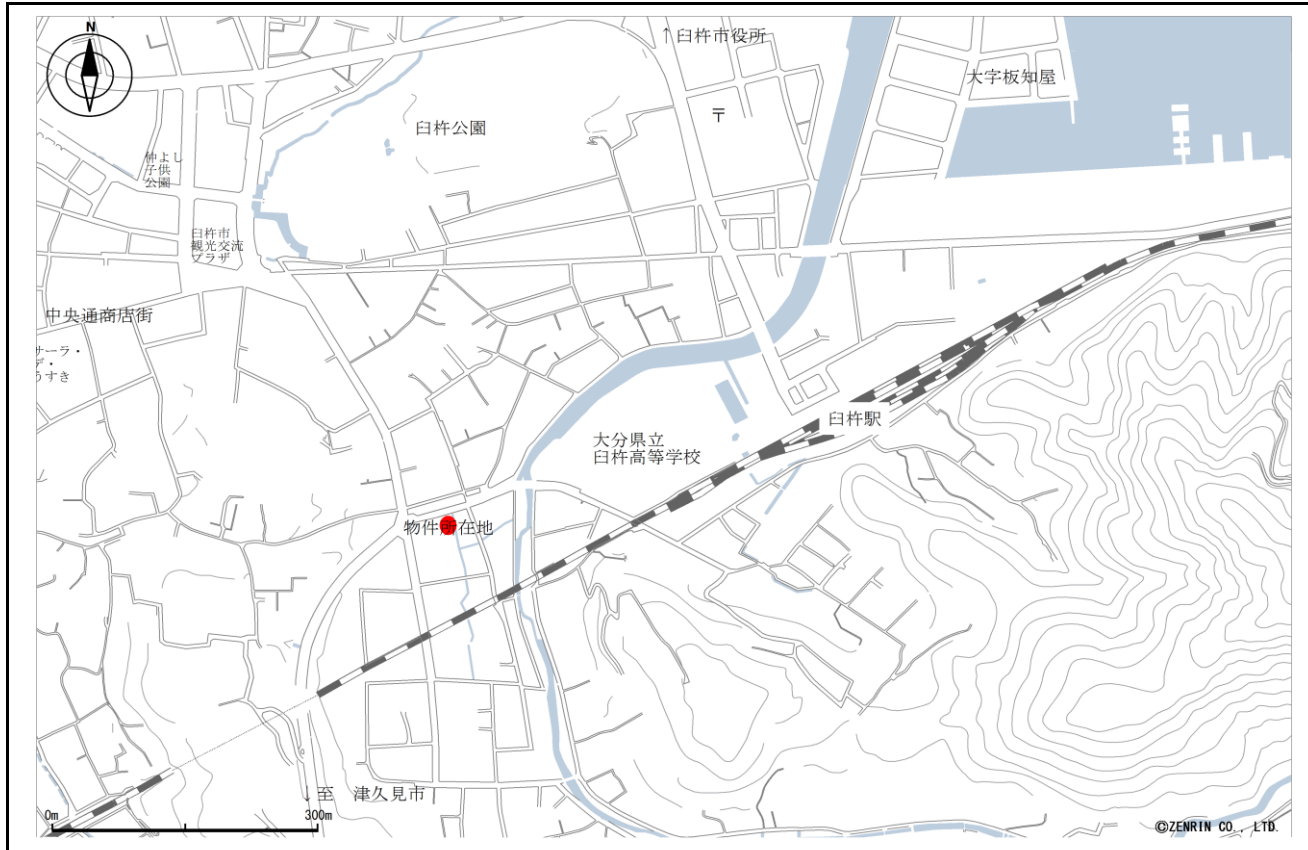 N
↑臼杵市役所
大字板知屋
〒
臼杵公園
仲よし
子供
公園
臼杵市
観光交流
プラザ
中央通商店街
サーラ・
デ・
うすき
臼杵駅
大分県立
臼杵高等学校
物件所在地
↓至 津久見市
0m
300m
©ZENRIN CO., LTD.